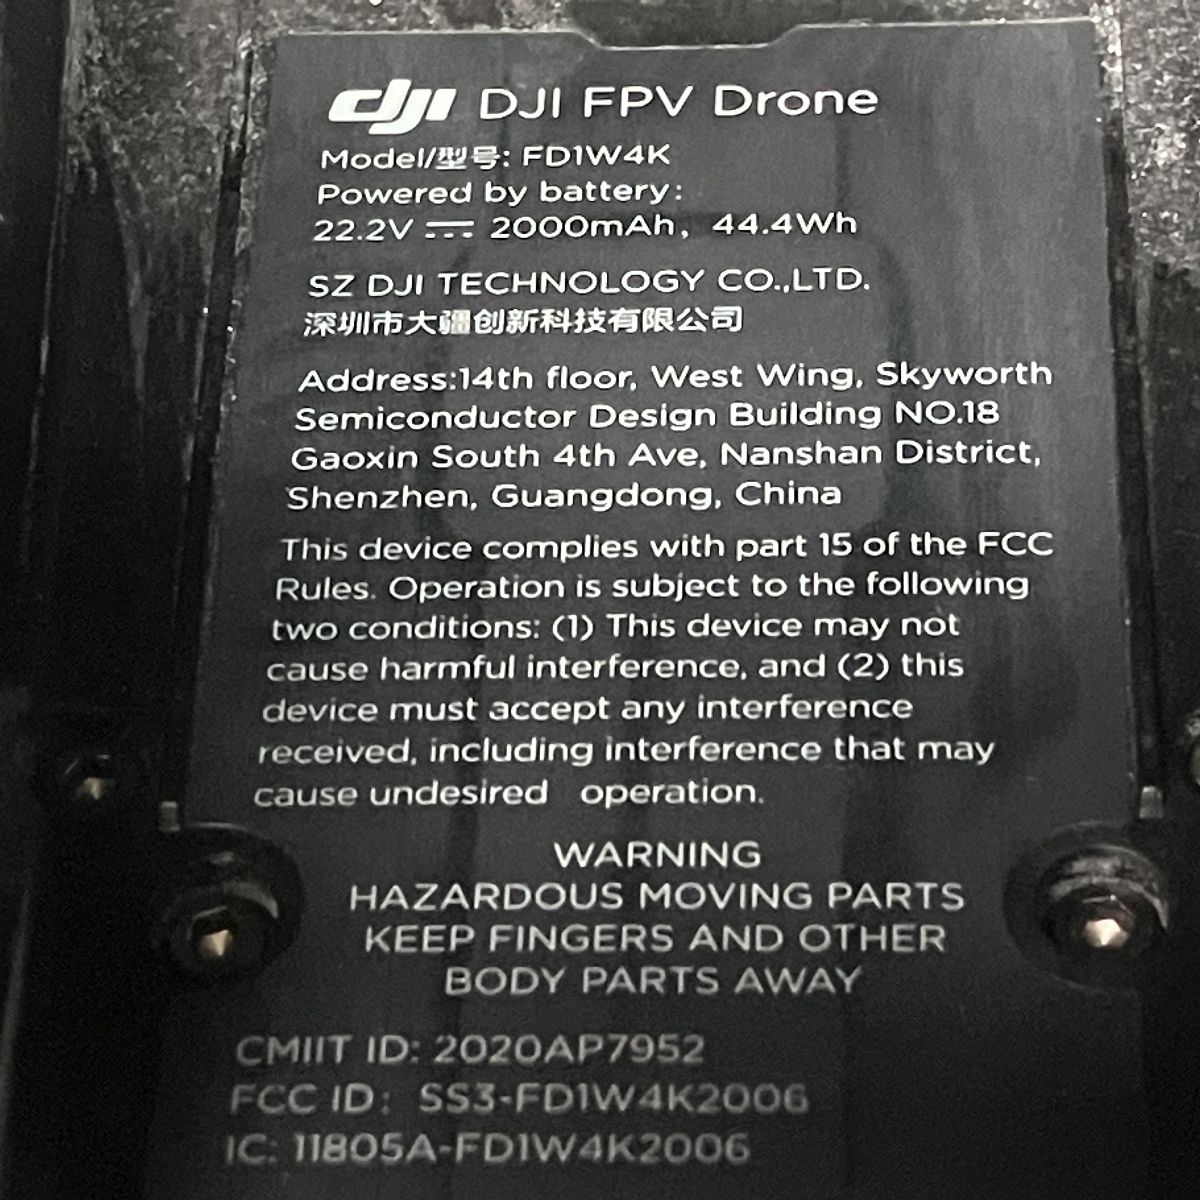 dji DJI FPV Drone
Model/型号: FD1W4K
Powered by battery:
22.2V ⎓ 2000mAh, 44.4Wh
SZ DJI TECHNOLOGY CO.,LTD.
深圳市大疆创新科技有限公司
Address:14th floor, West Wing, Skyworth
Semiconductor Design Building NO.18
Gaoxin South 4th Ave, Nanshan District,
Shenzhen, Guangdong, China
This device complies with part 15 of the FCC
Rules. Operation is subject to the following
two conditions: (1) This device may not
cause harmful interference, and (2) this
device must accept any interference
received, including interference that may
cause undesired operation.
WARNING
HAZARDOUS MOVING PARTS
KEEP FINGERS AND OTHER
BODY PARTS AWAY
CMIIT ID: 2020AP7952
FCC ID: SS3-FD1W4K2006
IC: 11805A-FD1W4K2006